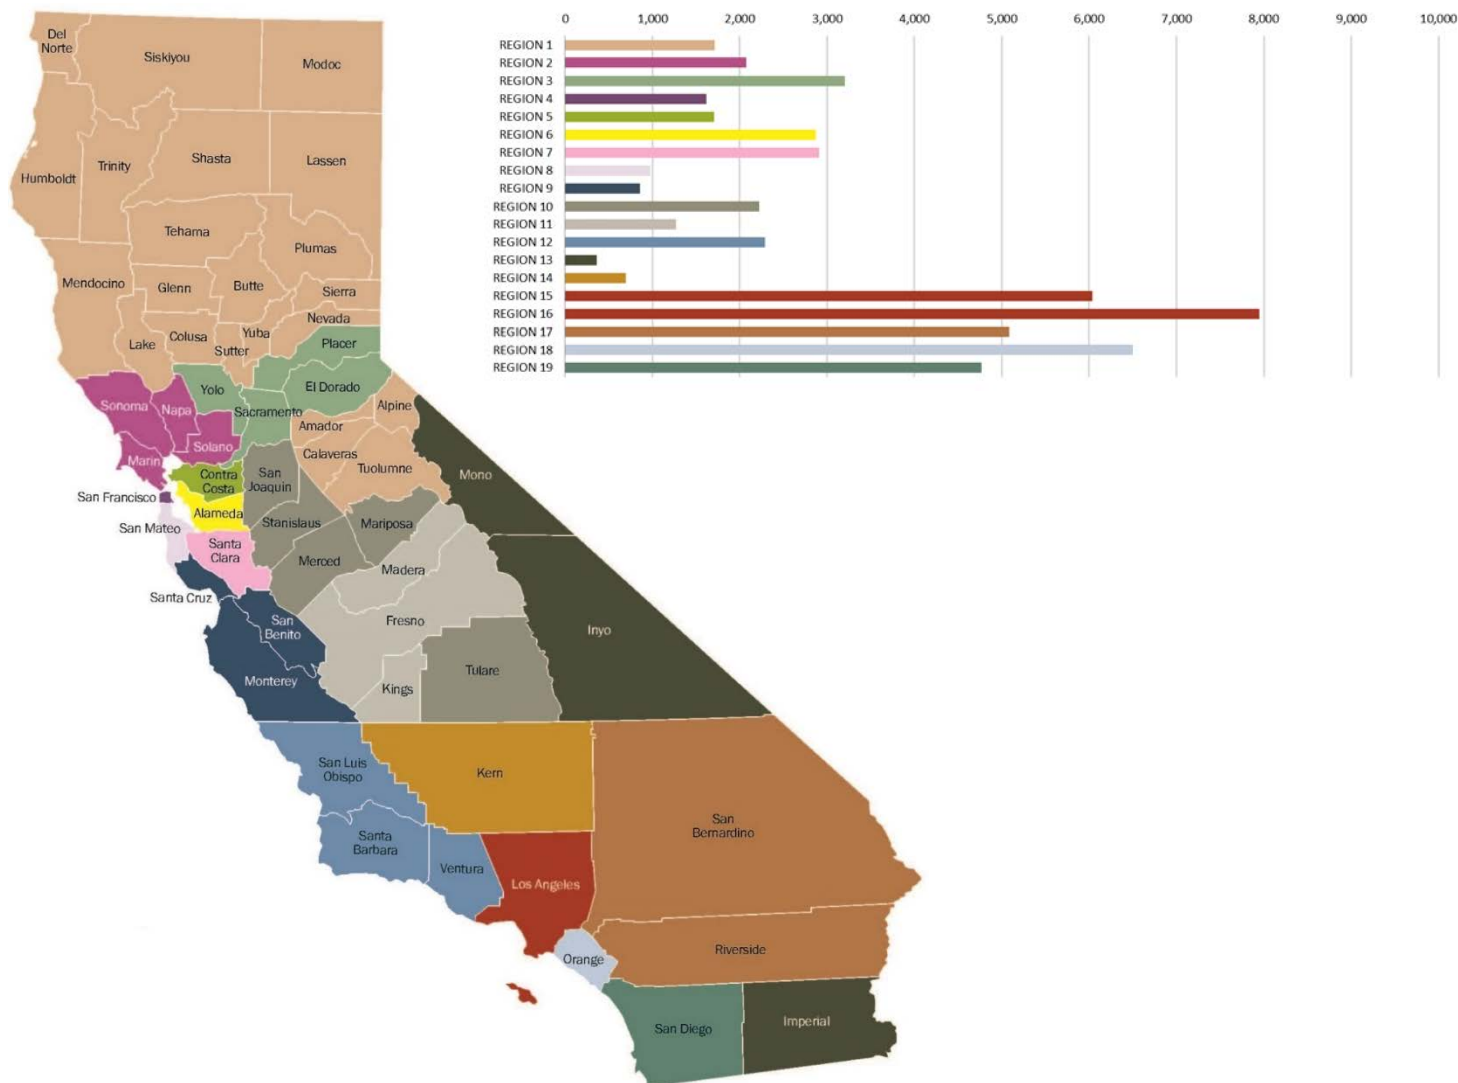 0 1,000 2,000 3,000 4,000 5,000 6,000 7,000 8,000 9,000 10,000
REGION 1
REGION 2
REGION 3
REGION 4
REGION 5
REGION 6
REGION 7
REGION 8
REGION 9
REGION 10
REGION 11
REGION 12
REGION 13
REGION 14
REGION 15
REGION 16
REGION 17
REGION 18
REGION 19
Del
Norte
Siskiyou
Modoc
Humboldt
Trinity
Shasta
Lassen
Tehama
Plumas
Mendocino
Glenn
Butte
Sierra
Lake
Colusa
Sutter
Yuba
Nevada
Placer
Yolo
El Dorado
Sonoma
Napa
Sacramento
Alpine
Solano
Amador
Marin
Calaveras
Contra
Costa
San
Joaquin
Tuolumne
Mono
San Francisco
Alameda
Stanislaus
Mariposa
San Mateo
Santa
Clara
Merced
Madera
Santa Cruz
San
Benito
Fresno
Inyo
Monterey
Kings
Tulare
San Luis
Obispo
Kern
San
Bernardino
Santa
Barbara
Ventura
Los Angeles
Orange
Riverside
San Diego
Imperial